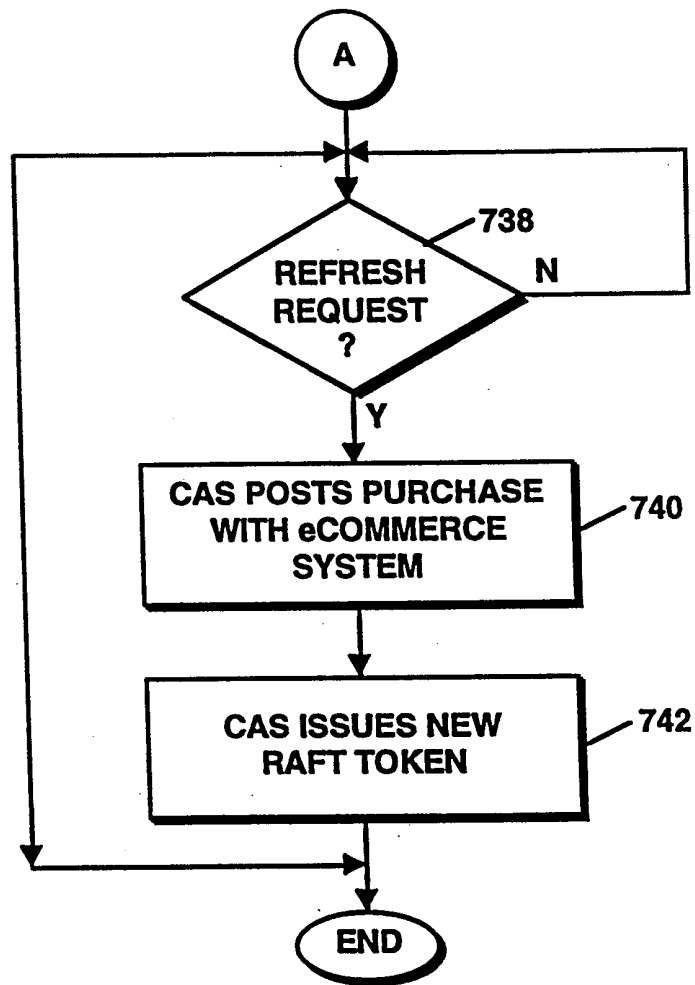 A
738
REFRESH
REQUEST
?
N
Y
CAS POSTS PURCHASE
WITH eCOMMERCE
SYSTEM
740
CAS ISSUES NEW
RAFT TOKEN
742
END